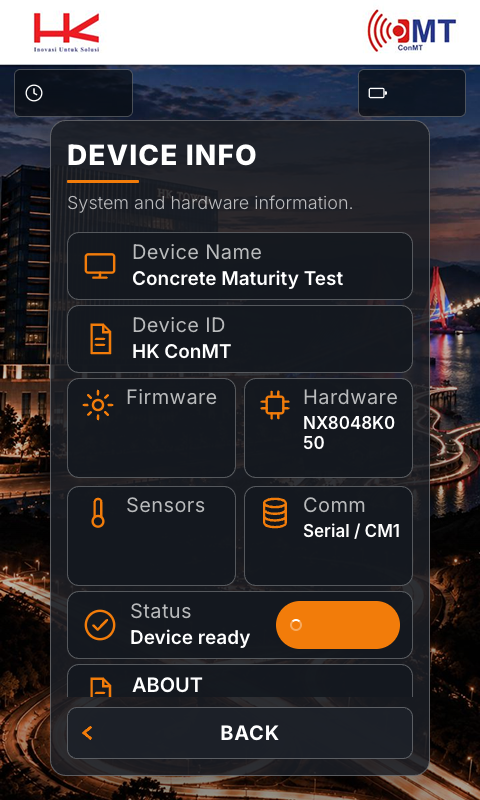 HK
Inovasi Untuk Solusi
MT
ConMT
DEVICE INFO
System and hardware information.
Device Name
Concrete Maturity Test
Device ID
HK ConMT
Firmware
Hardware
NX8048K0
50
Sensors
Comm
Serial / CM1
Status
Device ready
ABOUT
BACK